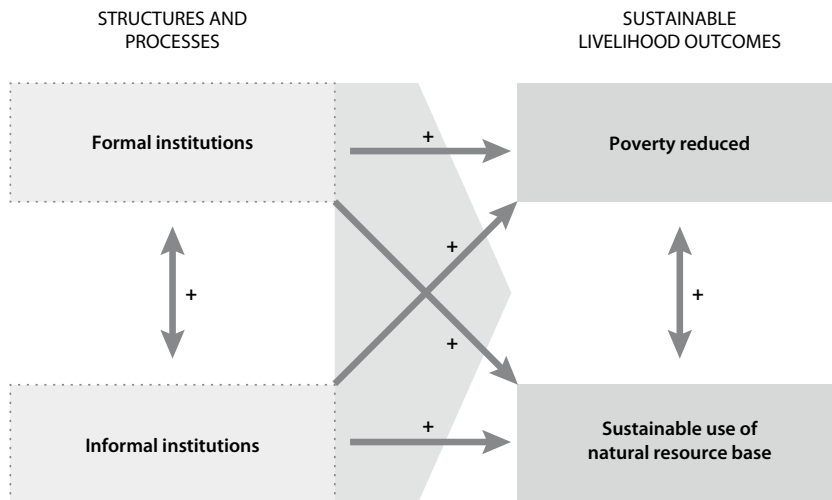 STRUCTURES AND
PROCESSES
SUSTAINABLE
LIVELIHOOD OUTCOMES
Formal institutions
+
Poverty reduced
+
+
+
+
Informal institutions
+
Sustainable use of
natural resource base